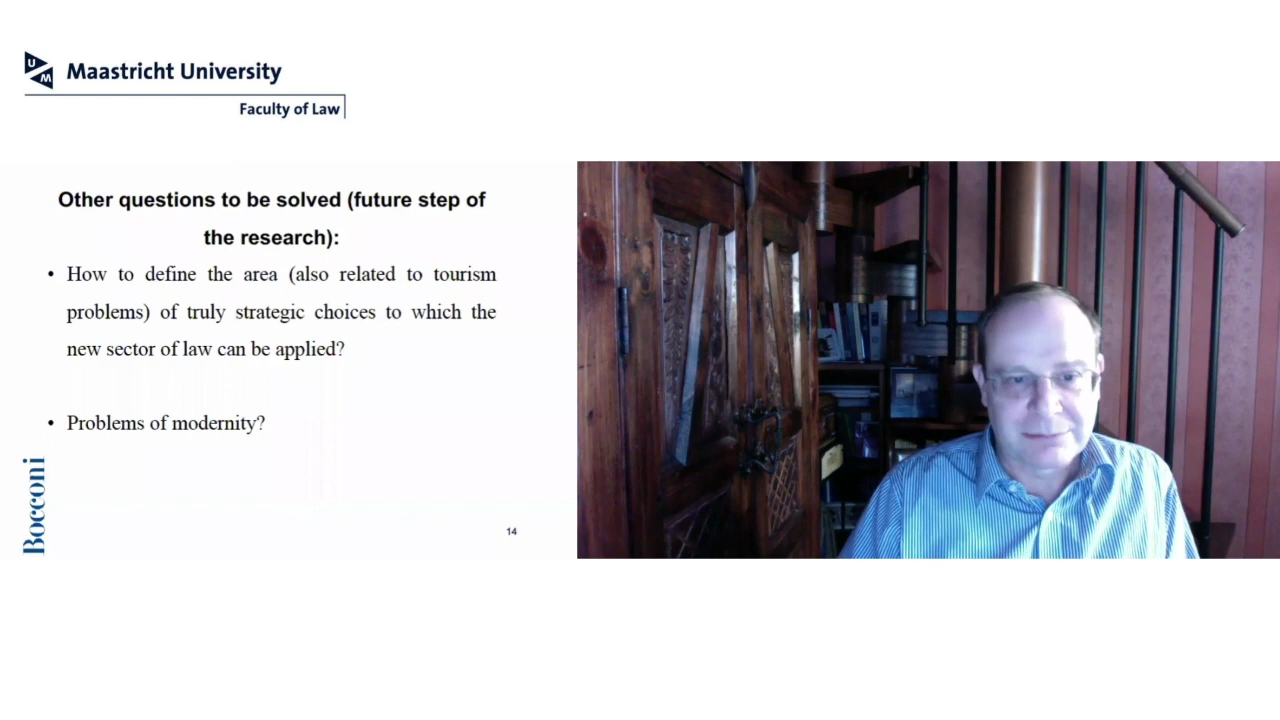 U
M
Maastricht University
Faculty of Law
Other questions to be solved (future step of
the research):
• How to define the area (also related to tourism
problems) of truly strategic choices to which the
new sector of law can be applied?
• Problems of modernity?
Bocconi
14